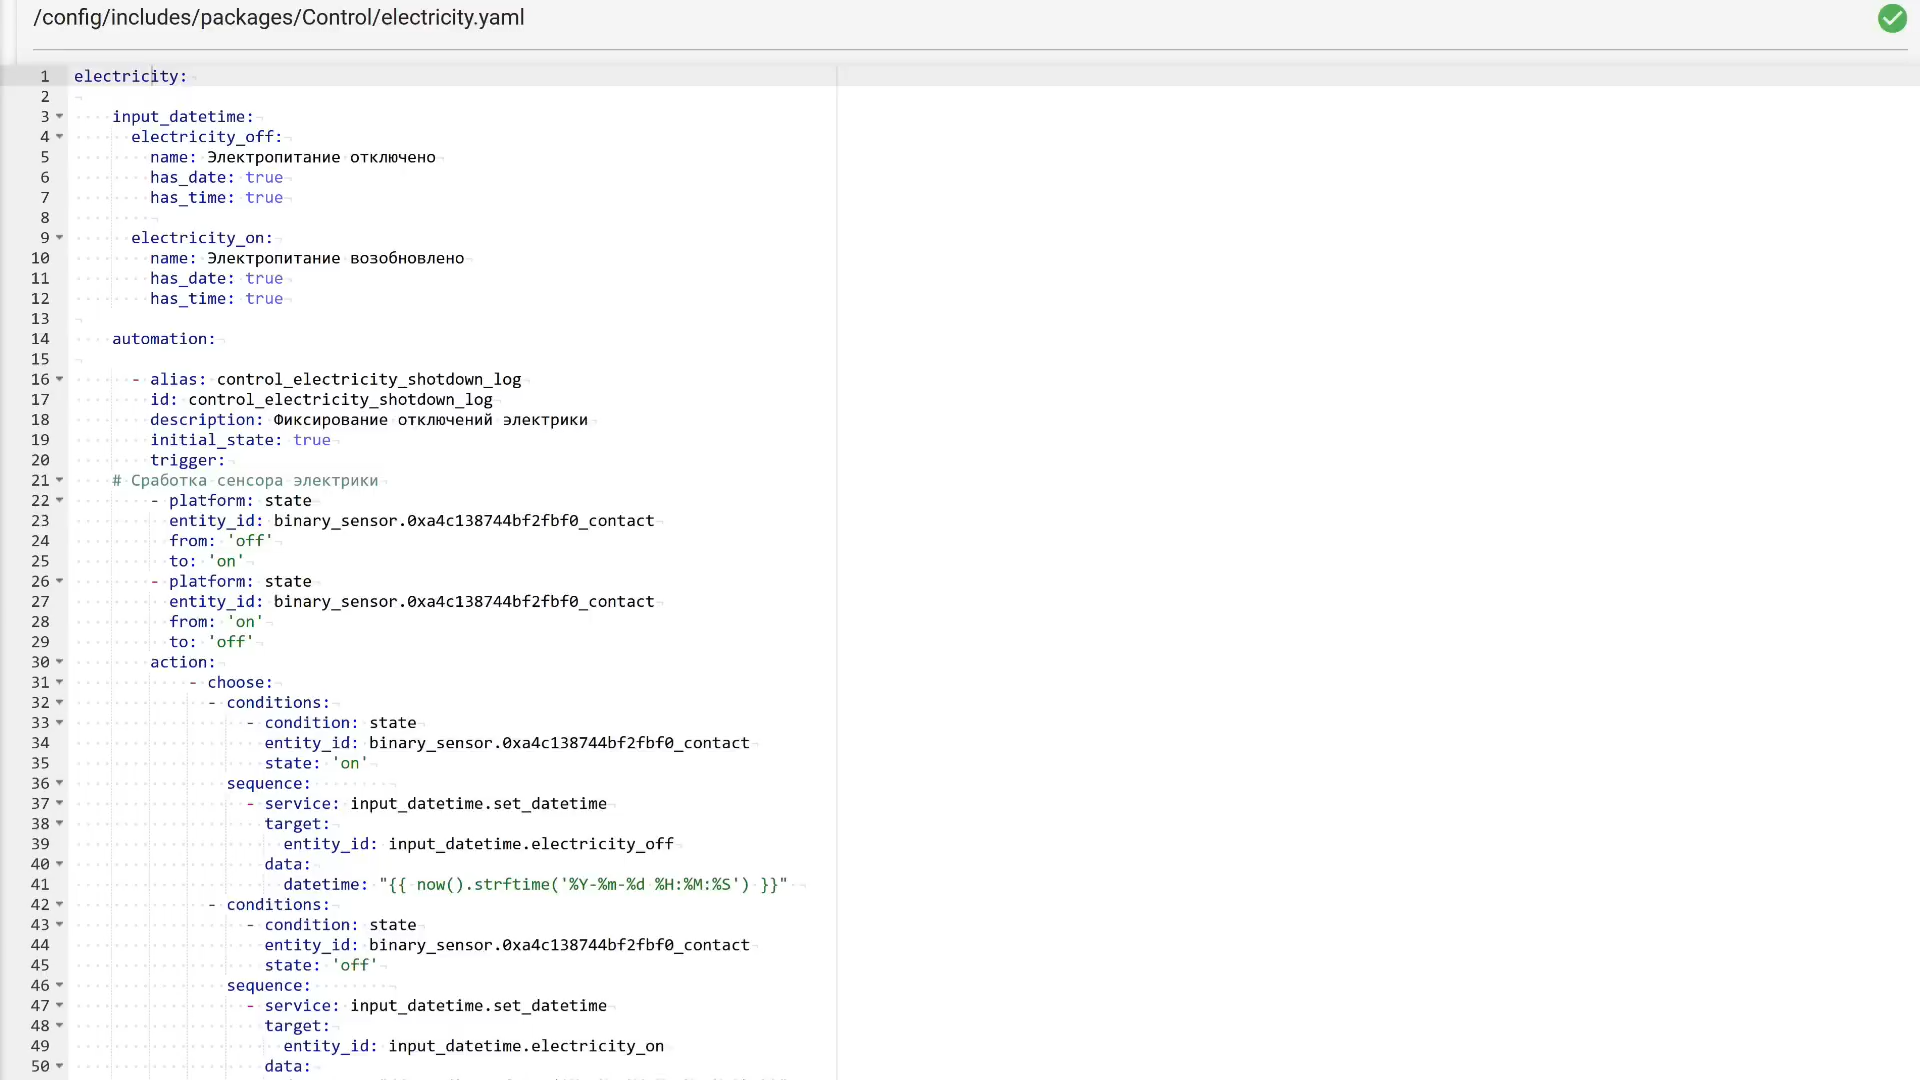 /config/includes/packages/Control/electricity.yaml
1 electricity:
2
3 input_datetime:
4 electricity_off:
5 name: Электропитание отключено
6 has_date: true
7 has_time: true
8
9 electricity_on:
10 name: Электропитание возобновлено
11 has_date: true
12 has_time: true
13
14 automation:
15
16 - alias: control_electricity_shotdown_log
17 id: control_electricity_shotdown_log
18 description: Фиксирование отключений электрики
19 initial_state: true
20 trigger:
21 # Сработка сенсора электрики
22 - platform: state
23 entity_id: binary_sensor.0xa4c138744bf2fbf0_contact
24 from: 'off'
25 to: 'on'
26 - platform: state
27 entity_id: binary_sensor.0xa4c138744bf2fbf0_contact
28 from: 'on'
29 to: 'off'
30 action:
31 - choose:
32 - conditions:
33 - condition: state
34 entity_id: binary_sensor.0xa4c138744bf2fbf0_contact
35 state: 'on'
36 sequence:
37 - service: input_datetime.set_datetime
38 target:
39 entity_id: input_datetime.electricity_off
40 data:
41 datetime: "{{ now().strftime('%Y-%m-%d %H:%M:%S') }}"
42 - conditions:
43 - condition: state
44 entity_id: binary_sensor.0xa4c138744bf2fbf0_contact
45 state: 'off'
46 sequence:
47 - service: input_datetime.set_datetime
48 target:
49 entity_id: input_datetime.electricity_on
50 data: